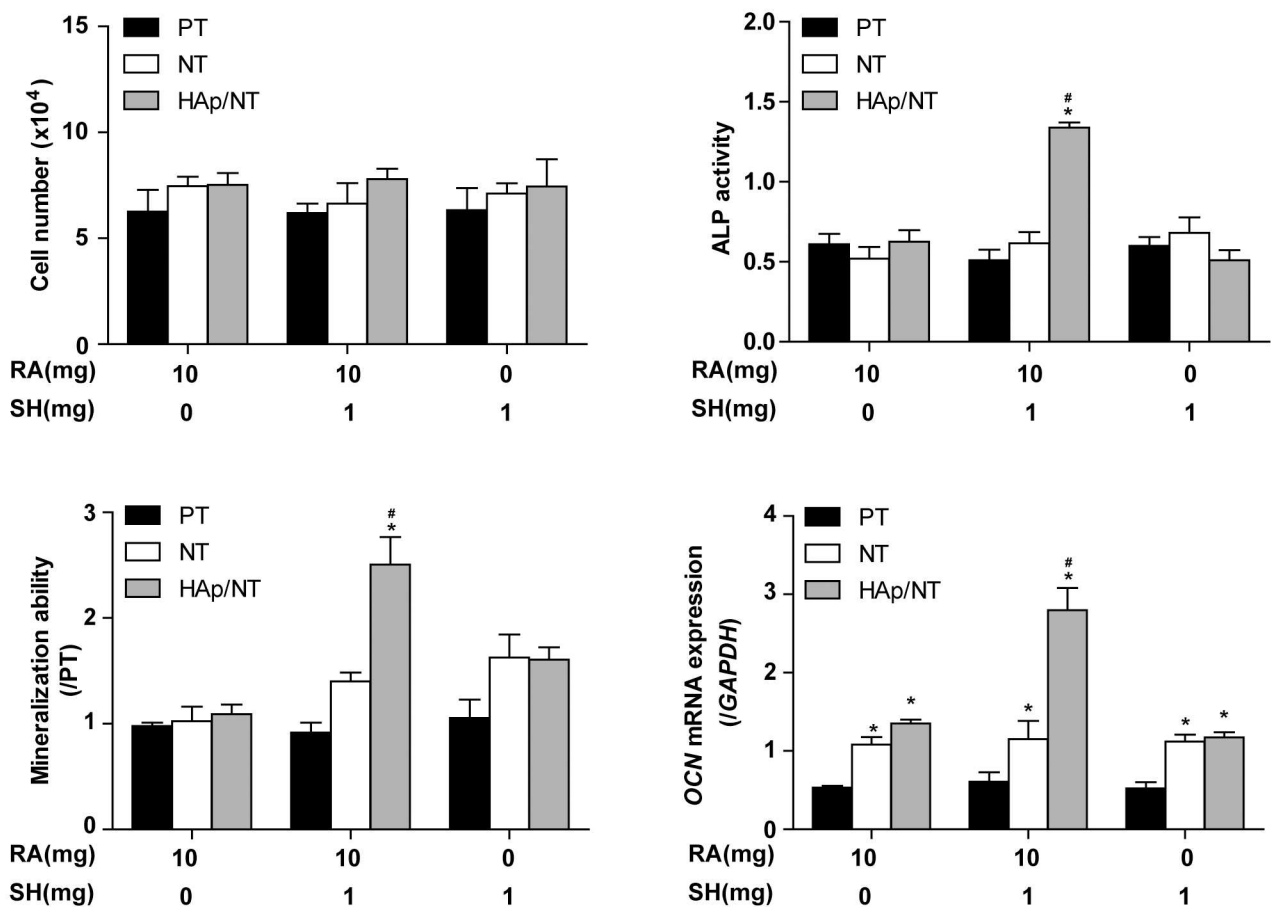 15
10
5
0
Cell number (x10⁴)
PT
NT
HAp/NT
RA(mg) 10 10 0
SH(mg) 0 1 1
2.0
1.5
1.0
0.5
0.0
ALP activity
PT
NT
HAp/NT
#
*
10 10 0
0 1 1
3
2
1
0
Mineralization ability
(/PT)
PT
NT
HAp/NT
#
*
RA(mg) 10 10 0
SH(mg) 0 1 1
4
3
2
1
0
OCN mRNA expression
(/GAPDH)
PT
NT
HAp/NT
#
*
* * * * *
RA(mg) 10 10 0
SH(mg) 0 1 1